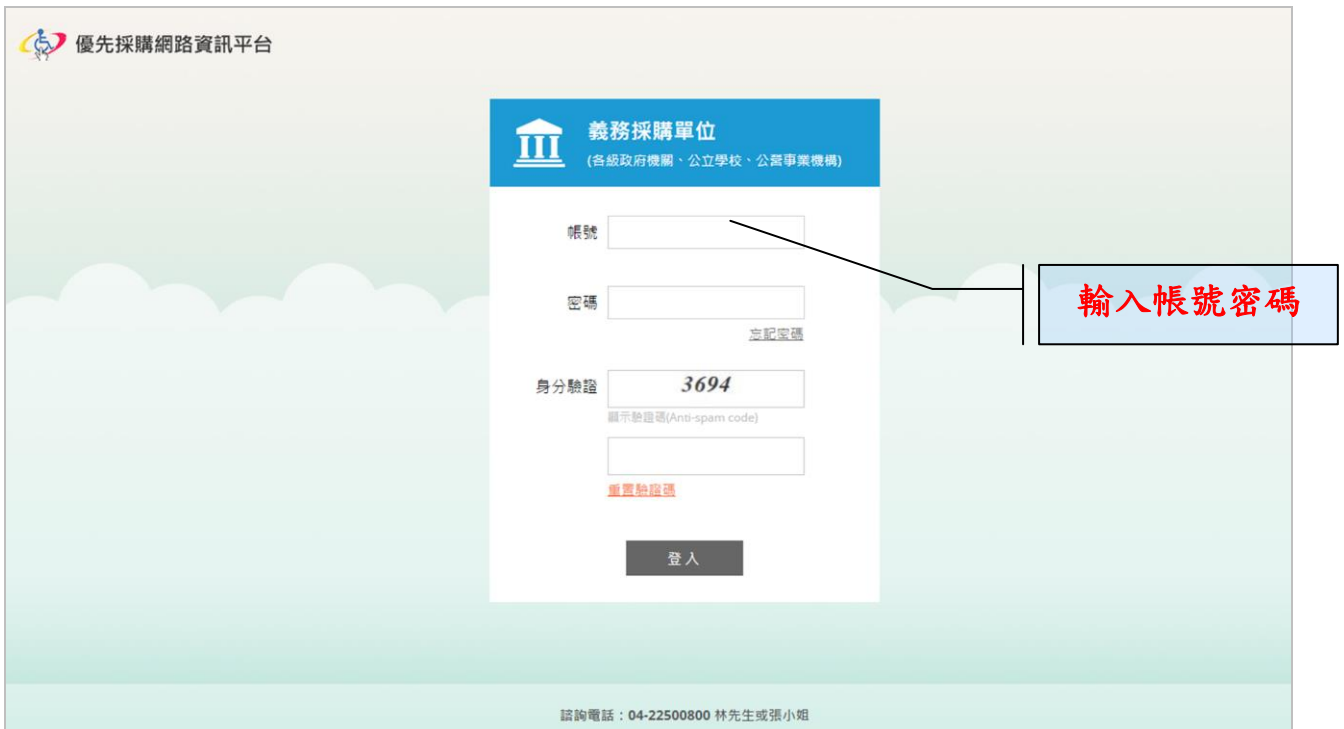 優先採購網路資訊平台
義務採購單位
(各級政府機關、公立學校、公營事業機構)
帳號
輸入帳號密碼
密碼
忘記密碼
身分驗證
3694
顯示驗證碼(Anti-spam code)
重置驗證碼
登入
諮詢電話：04-22500800 林先生或張小姐